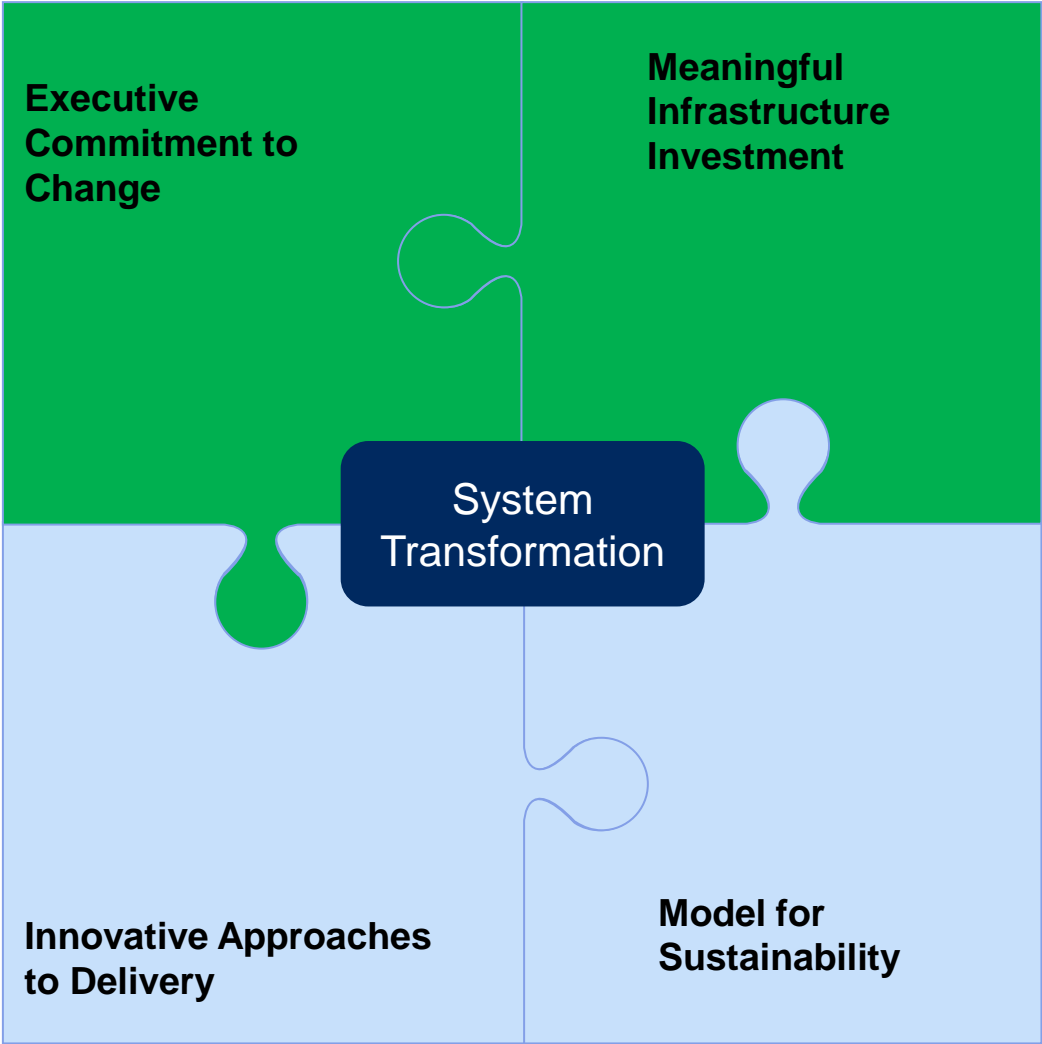 Executive
Commitment to
Change
Meaningful
Infrastructure
Investment
System
Transformation
Innovative Approaches
to Delivery
Model for
Sustainability